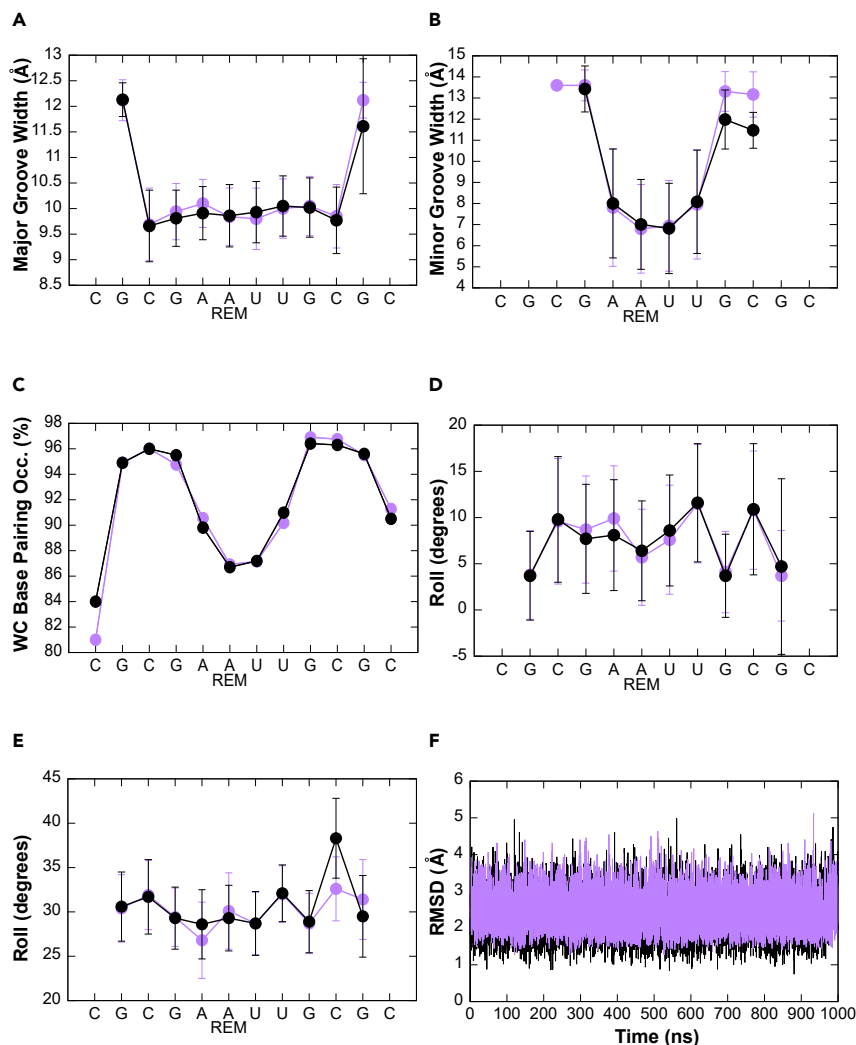 A
Major Groove Width (Å)
13
12.5
12
11.5
11
10.5
10
9.5
9
8.5
C G C G A A U U G C G C
REM
B
Minor Groove Width (Å)
15
14
13
12
11
10
9
8
7
6
5
4
C G C G A A U U G C G C
REM
C
WC Base Pairing Occ. (%)
98
96
94
92
90
88
86
84
82
80
C G C G A A U U G C G C
REM
D
Roll (degrees)
20
15
10
5
0
-5
C G C G A A U U G C G C
REM
E
Roll (degrees)
45
40
35
30
25
20
C G C G A A U U G C G C
REM
F
RMSD (Å)
6
5
4
3
2
1
0
0 100 200 300 400 500 600 700 800 900 1000
Time (ns)